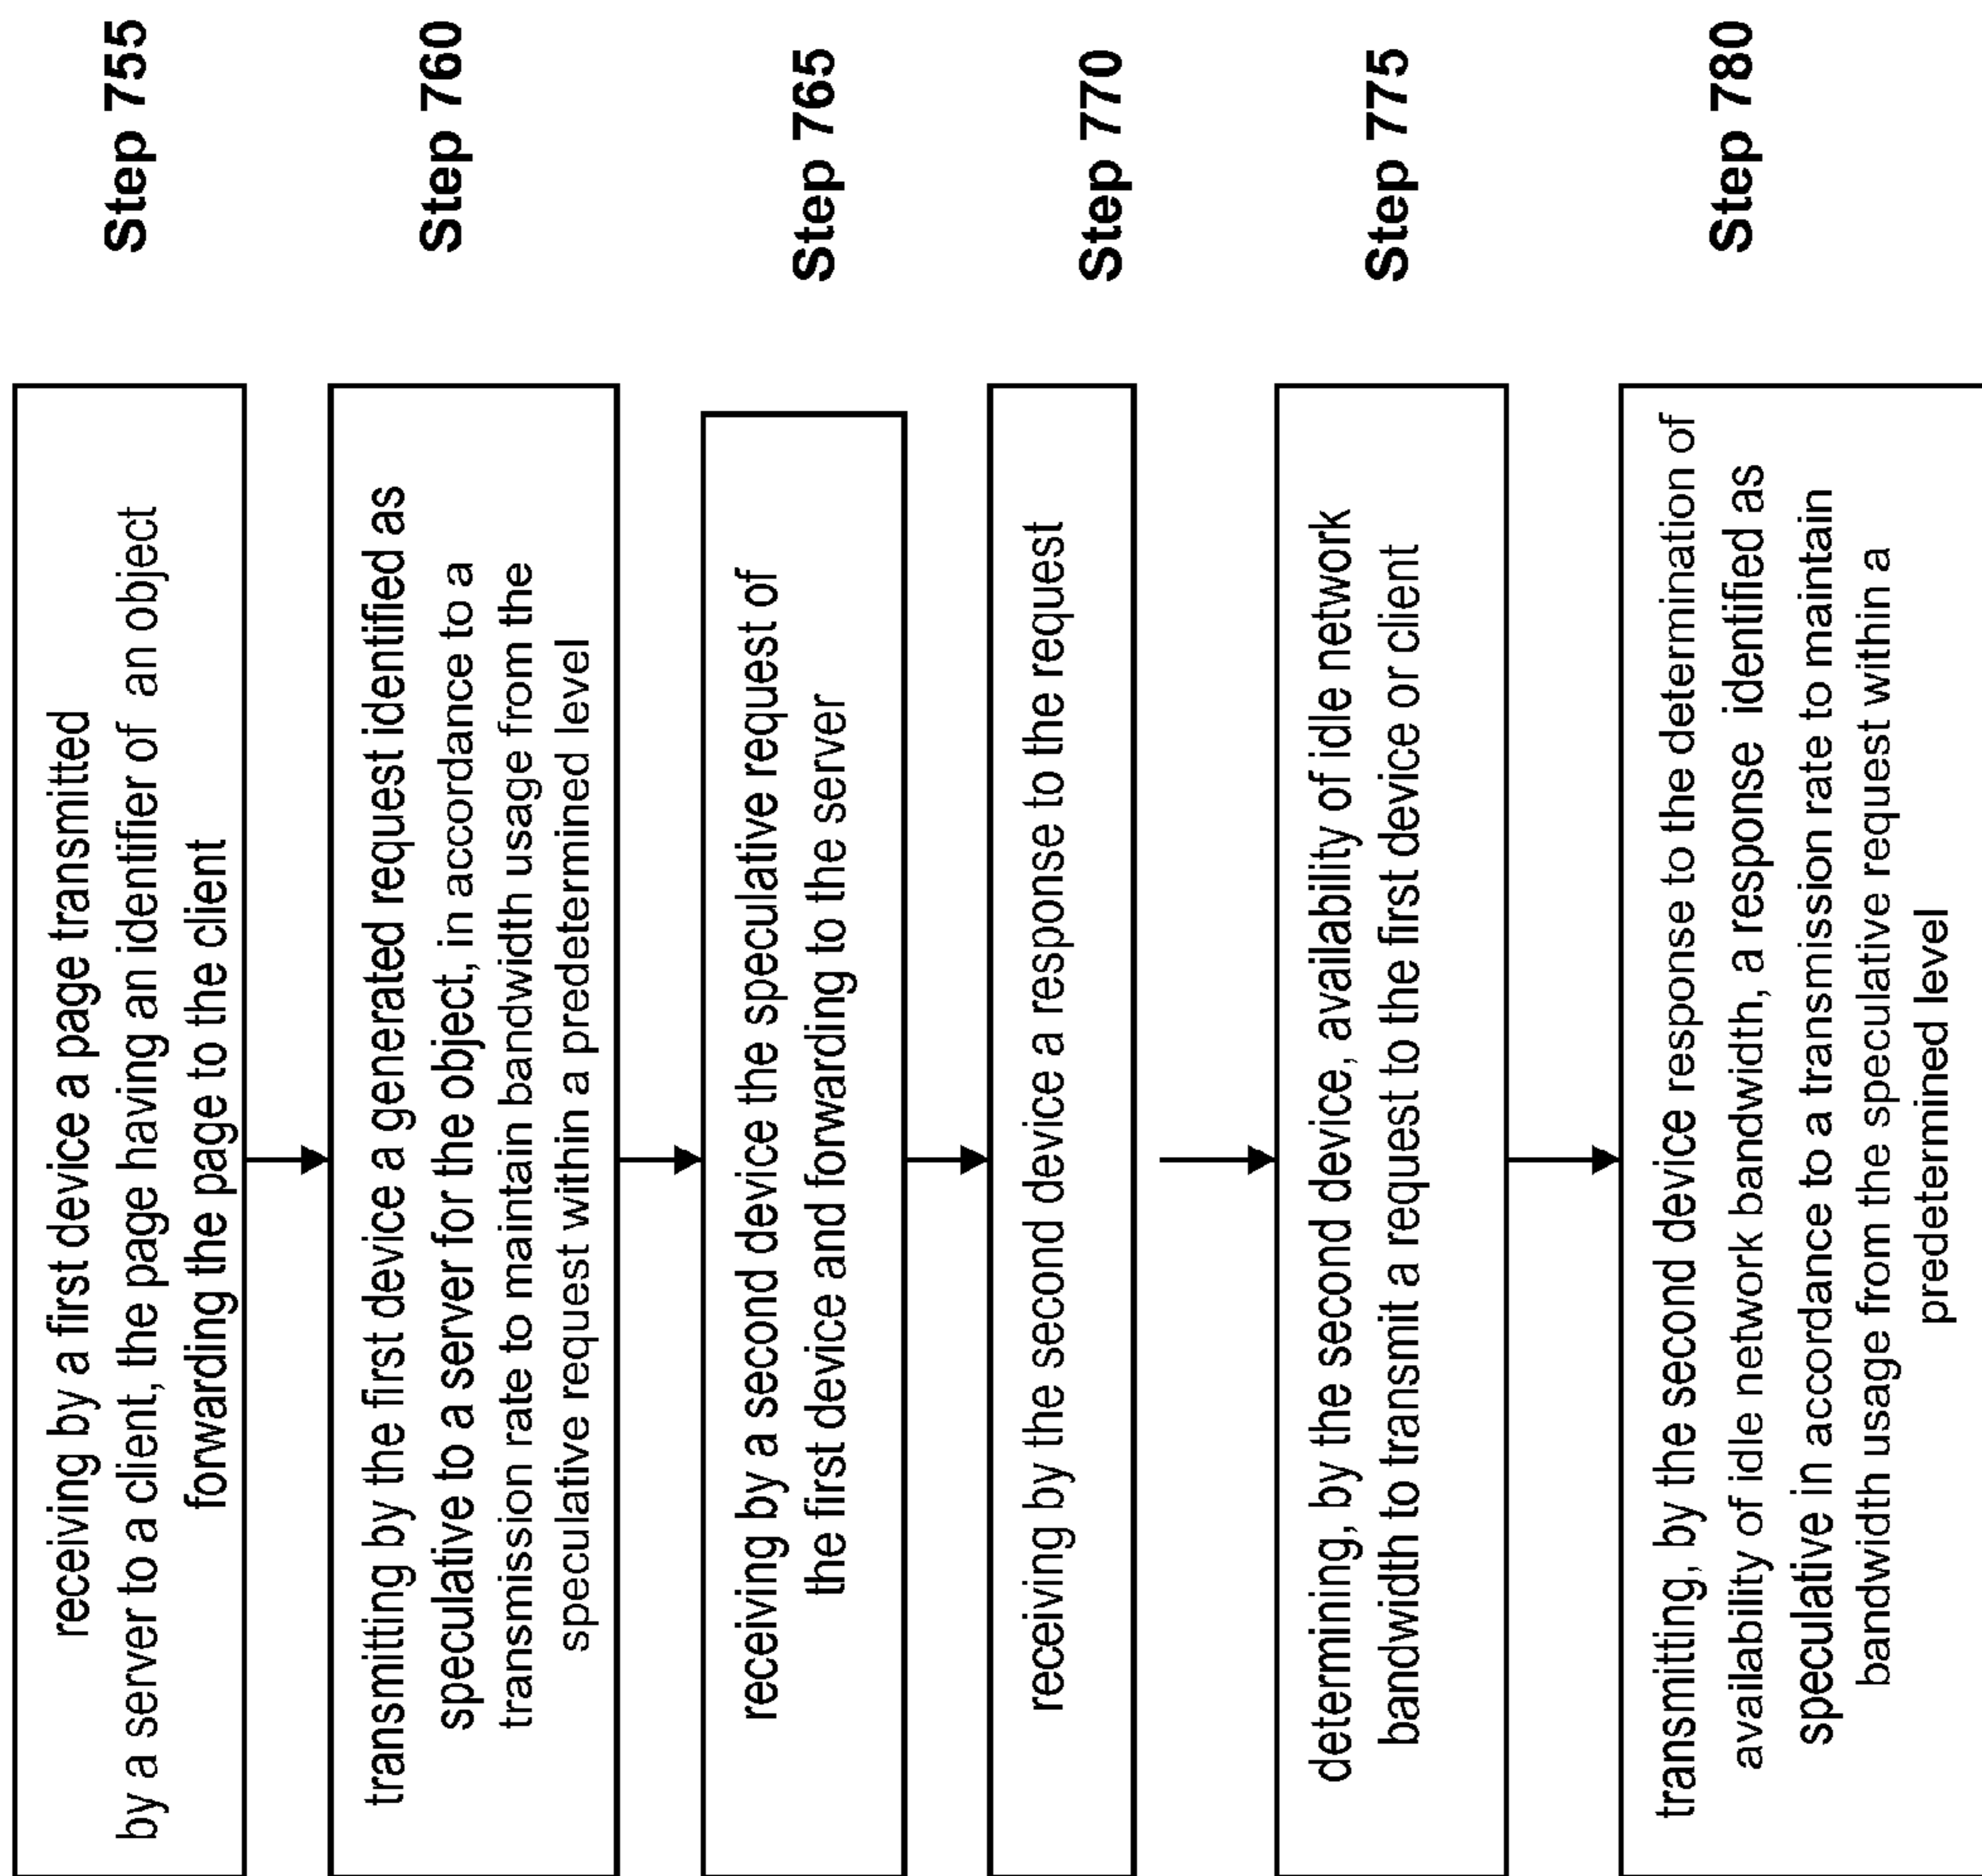 receiving by a first device a page transmitted
by a server to a client, the page having an identifier of an object
forwarding the page to the client
Step 755
transmitting by the first device a generated request identified as
speculative to a server for the object, in accordance to a
transmission rate to maintain bandwidth usage from the
speculative request within a predetermined level
Step 760
receiving by a second device the speculative request of
the first device and forwarding to the server
Step 765
receiving by the second device a response to the request
Step 770
determining, by the second device, availability of idle network
bandwidth to transmit a request to the first device or client
Step 775
transmitting, by the second device response to the determination of
availability of idle network bandwidth, a response identified as
speculative in accordance to a transmission rate to maintain
bandwidth usage from the speculative request within a
predetermined level
Step 780